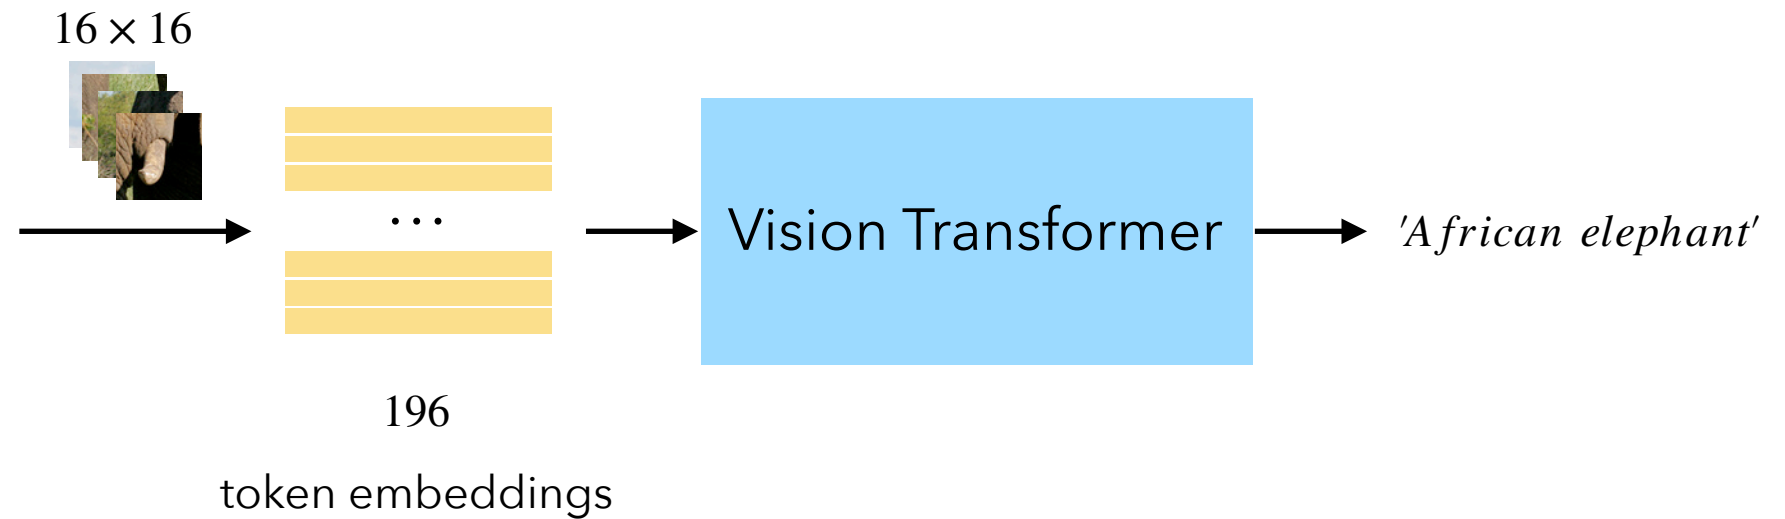 16 × 16
...
Vision Transformer
'African elephant'
196
token embeddings